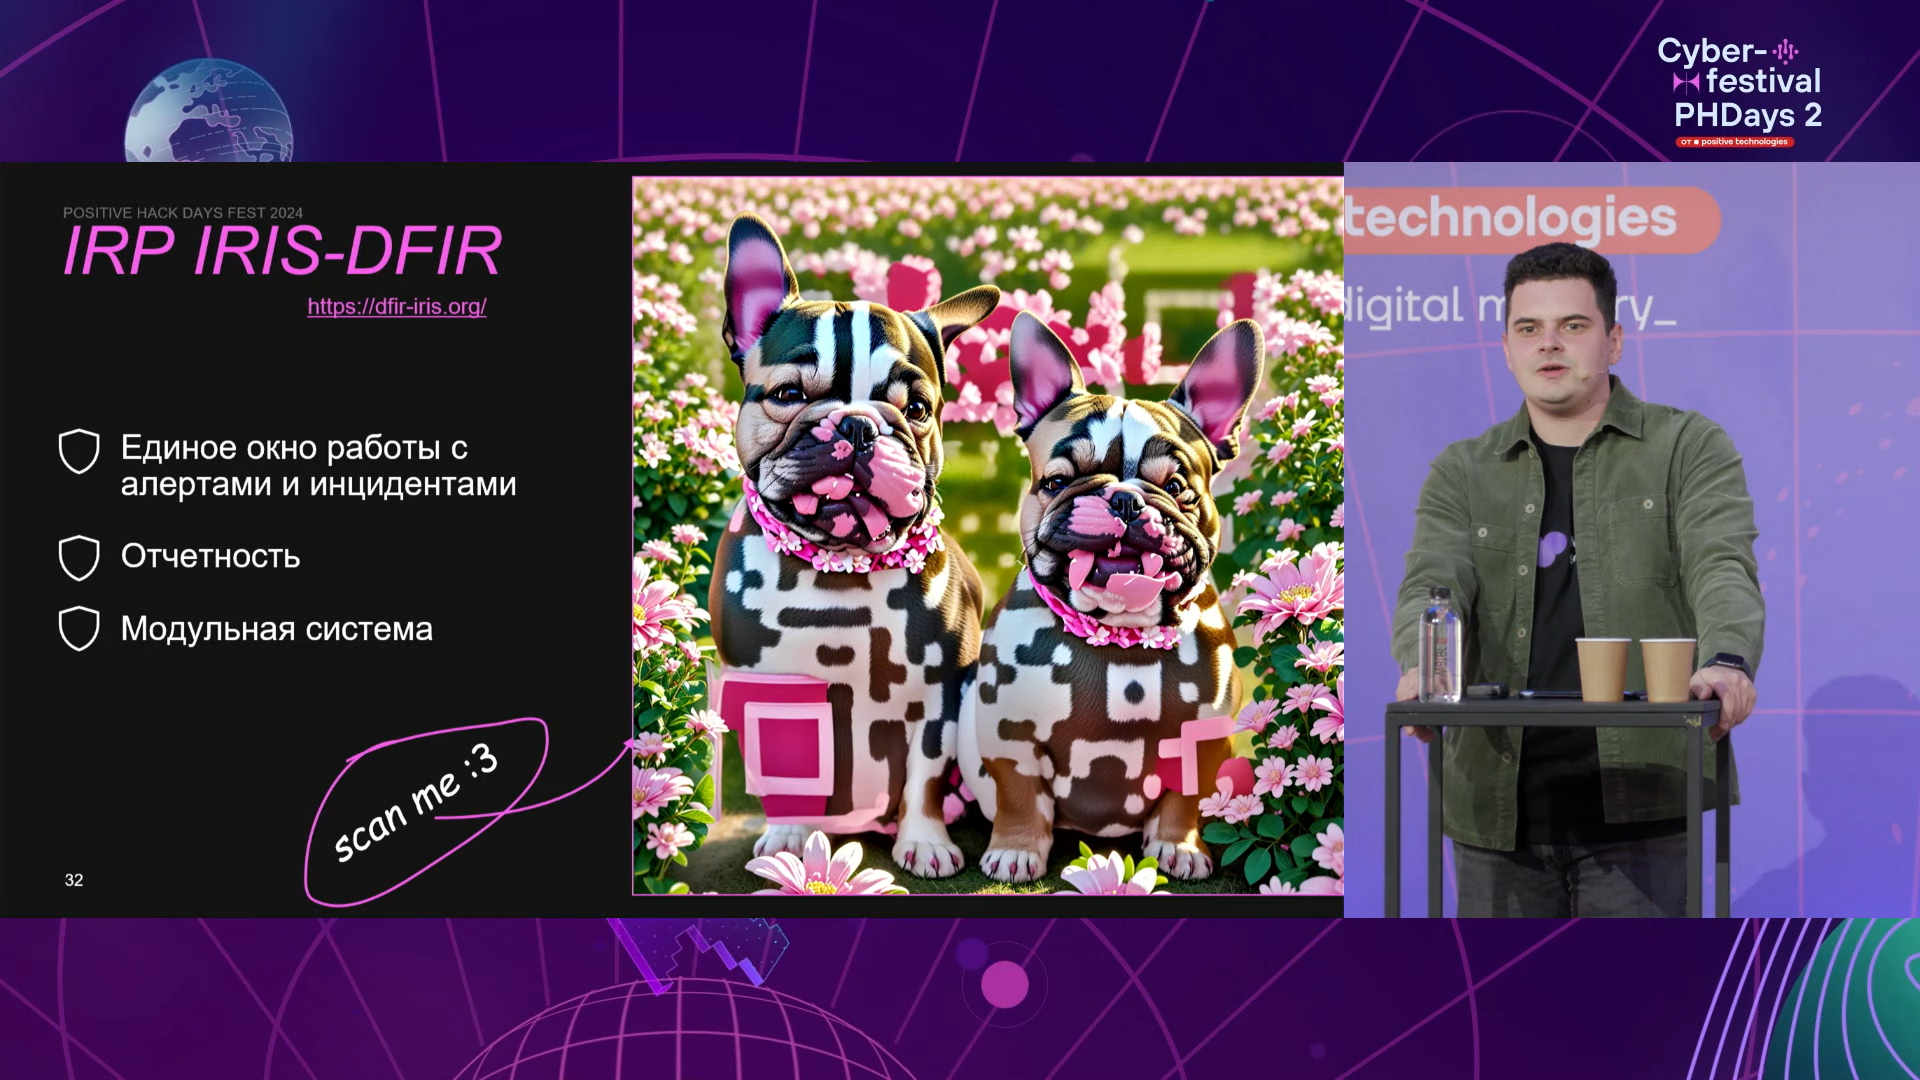 Cyber-
festival
PHDays 2
от positive technologies
POSITIVE HACK DAYS FEST 2024
IRP IRIS-DFIR
https://dfir-iris.org/
Единое окно работы с
алертами и инцидентами
Отчетность
Модульная система
scan me :3
32
technologies
digital m ry_